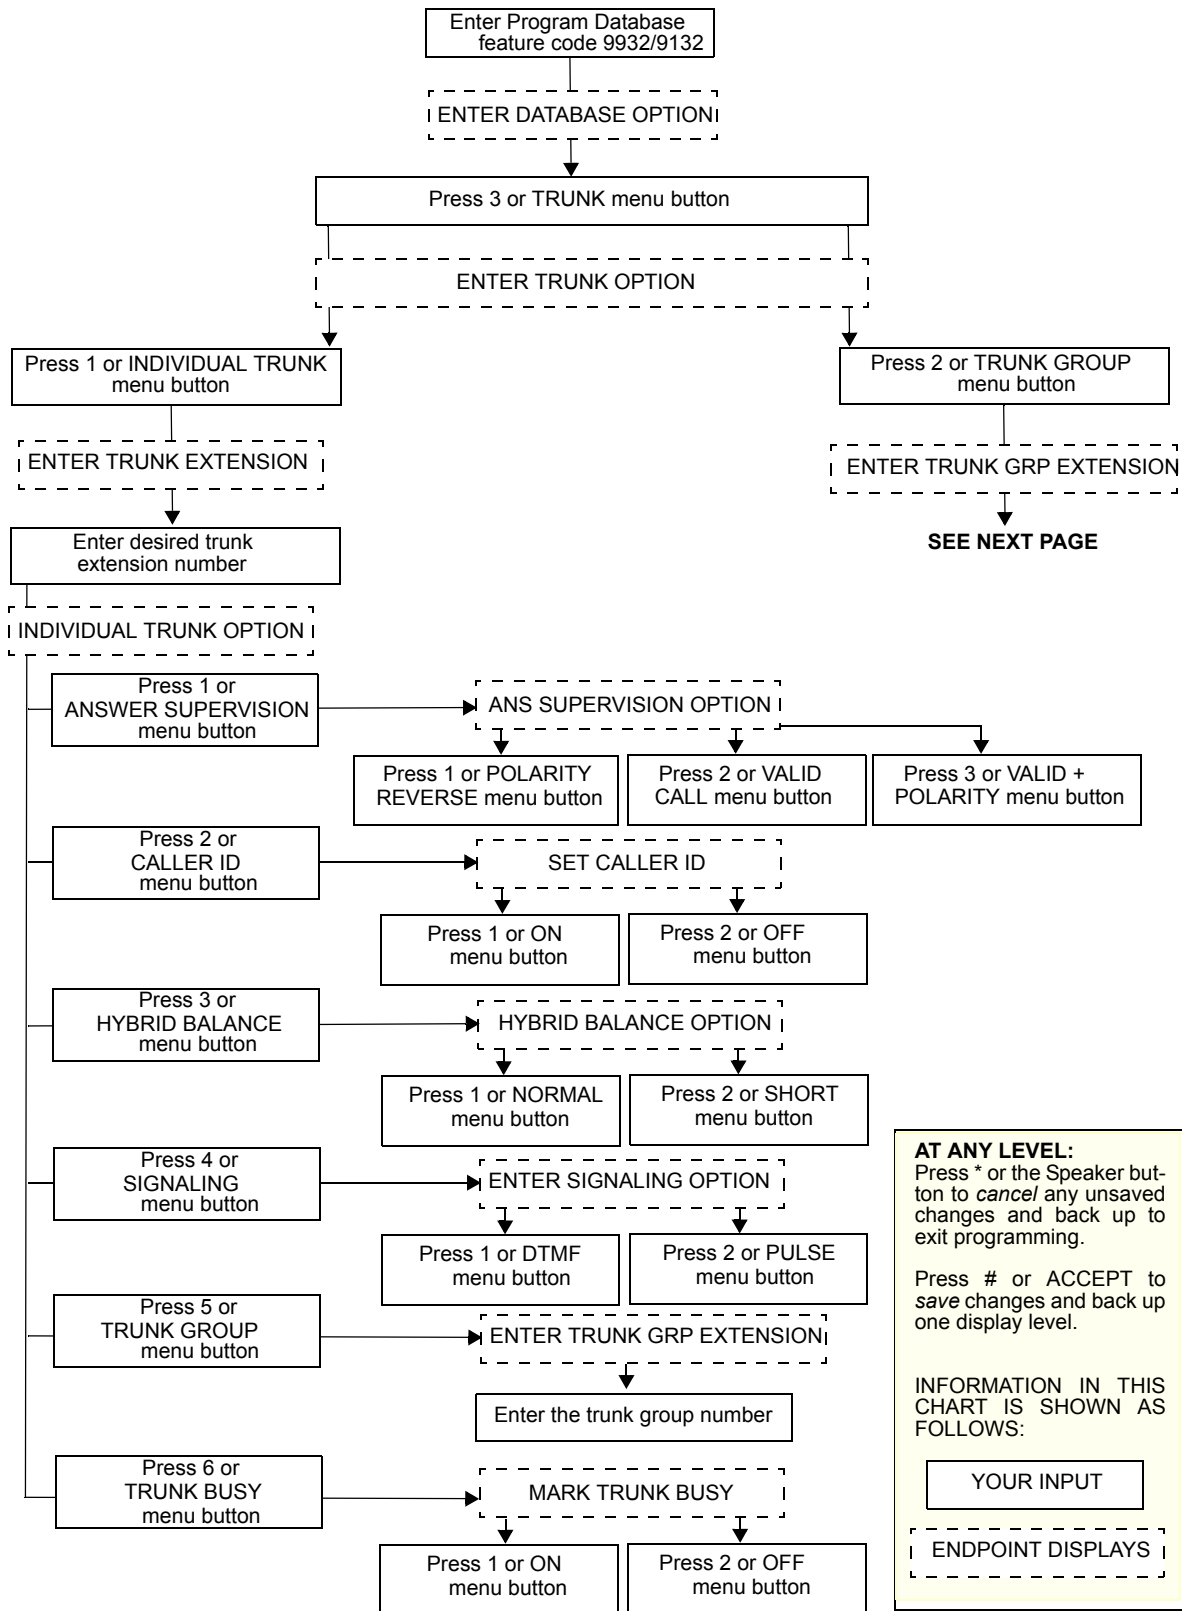 Enter Program Database
feature code 9932/9132
ENTER DATABASE OPTION
Press 3 or TRUNK menu button
ENTER TRUNK OPTION
Press 1 or INDIVIDUAL TRUNK
menu button
Press 2 or TRUNK GROUP
menu button
ENTER TRUNK EXTENSION
ENTER TRUNK GRP EXTENSION
Enter desired trunk
extension number
SEE NEXT PAGE
INDIVIDUAL TRUNK OPTION
Press 1 or
ANSWER SUPERVISION
menu button
ANS SUPERVISION OPTION
Press 1 or POLARITY
REVERSE menu button
Press 2 or VALID
CALL menu button
Press 3 or VALID +
POLARITY menu button
Press 2 or
CALLER ID
menu button
SET CALLER ID
Press 1 or ON
menu button
Press 2 or OFF
menu button
Press 3 or
HYBRID BALANCE
menu button
HYBRID BALANCE OPTION
Press 1 or NORMAL
menu button
Press 2 or SHORT
menu button
Press 4 or
SIGNALING
menu button
ENTER SIGNALING OPTION
Press 1 or DTMF
menu button
Press 2 or PULSE
menu button
Press 5 or
TRUNK GROUP
menu button
ENTER TRUNK GRP EXTENSION
Enter the trunk group number
Press 6 or
TRUNK BUSY
menu button
MARK TRUNK BUSY
Press 1 or ON
menu button
Press 2 or OFF
menu button
AT ANY LEVEL:
Press * or the Speaker but-
ton to cancel any unsaved
changes and back up to
exit programming.
Press # or ACCEPT to
save changes and back up
one display level.
INFORMATION IN THIS
CHART IS SHOWN AS
FOLLOWS:
YOUR INPUT
ENDPOINT DISPLAYS